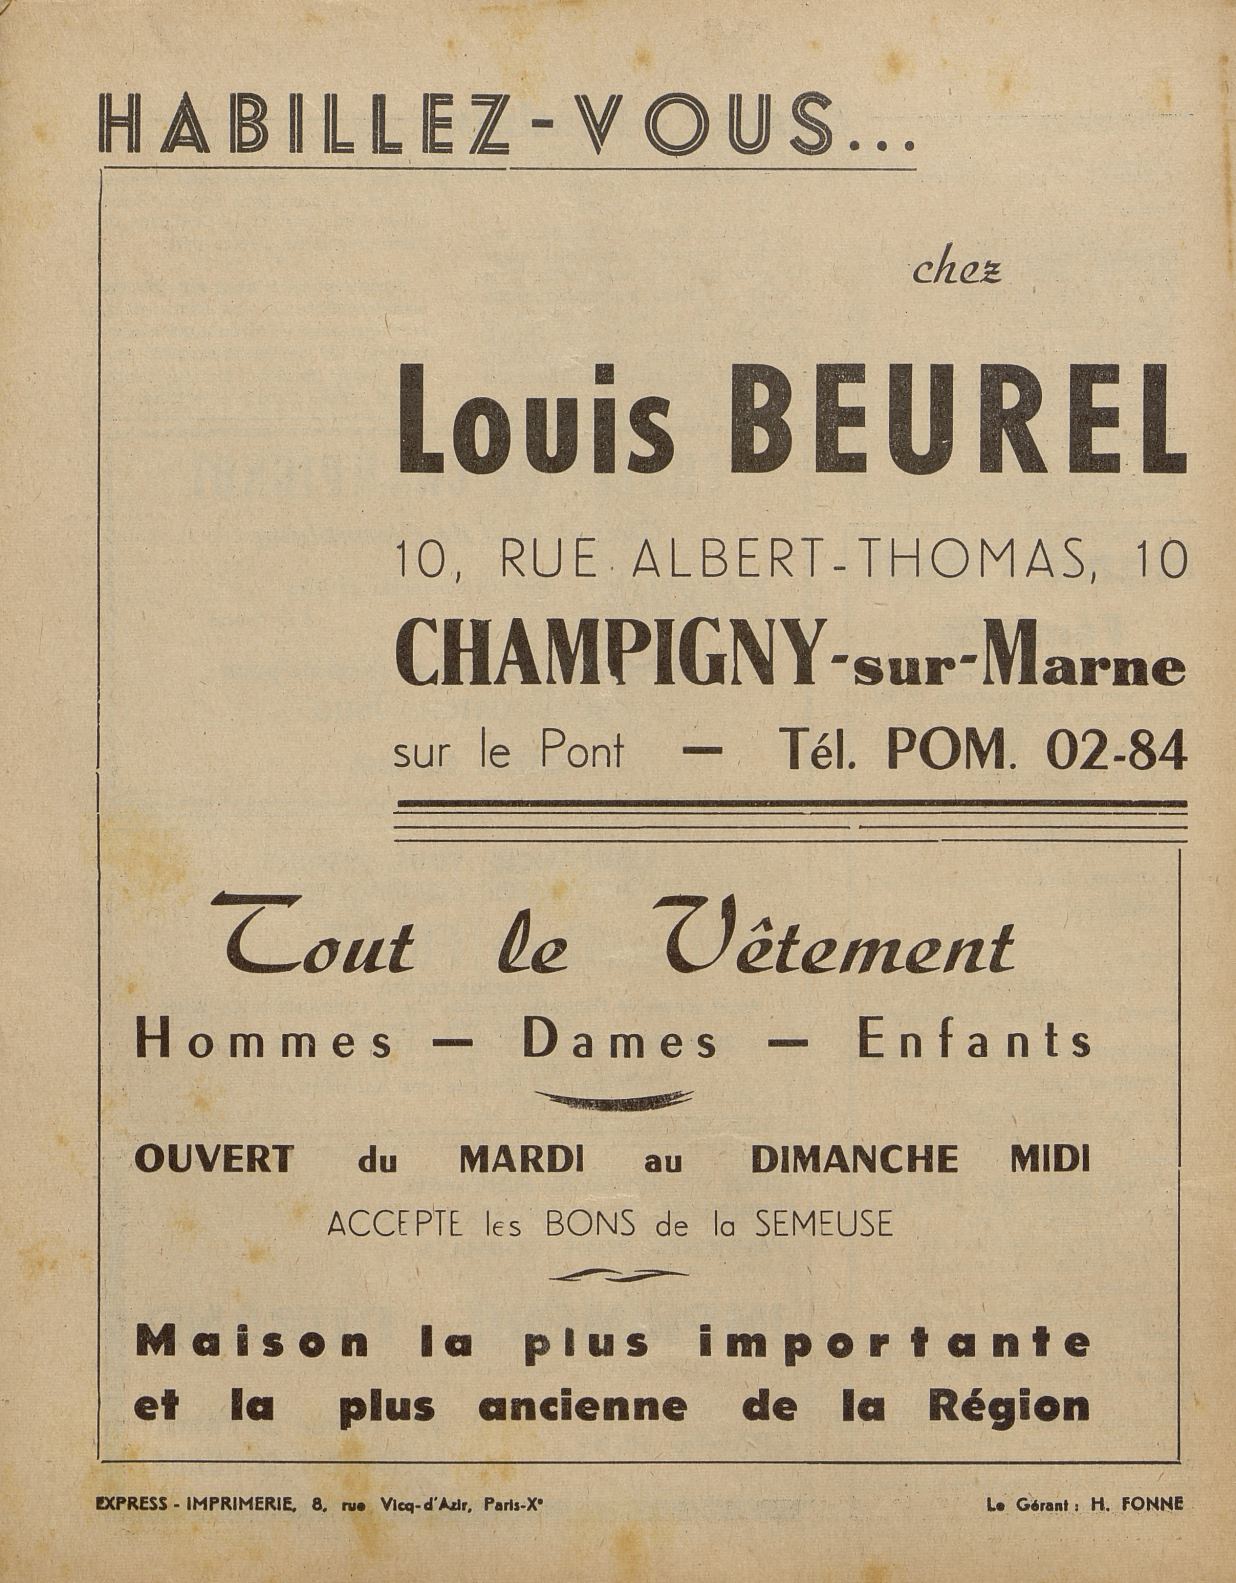 HABILLEZ-VOUS...
chez
Louis BEUREL
10, RUE ALBERT-THOMAS, 10
CHAMPIGNY-sur-Marne
sur le Pont — Tél. POM. 02-84
Tout le Vêtement
Hommes — Dames — Enfants
OUVERT du MARDI au DIMANCHE MIDI
ACCEPTE les BONS de la SEMEUSE
Maison la plus importante
et la plus ancienne de la Région
EXPRESS - IMPRIMERIE, 8, rue Vicq-d'Azir, Paris-Xᵉ
Le Gérant : H. FONNE